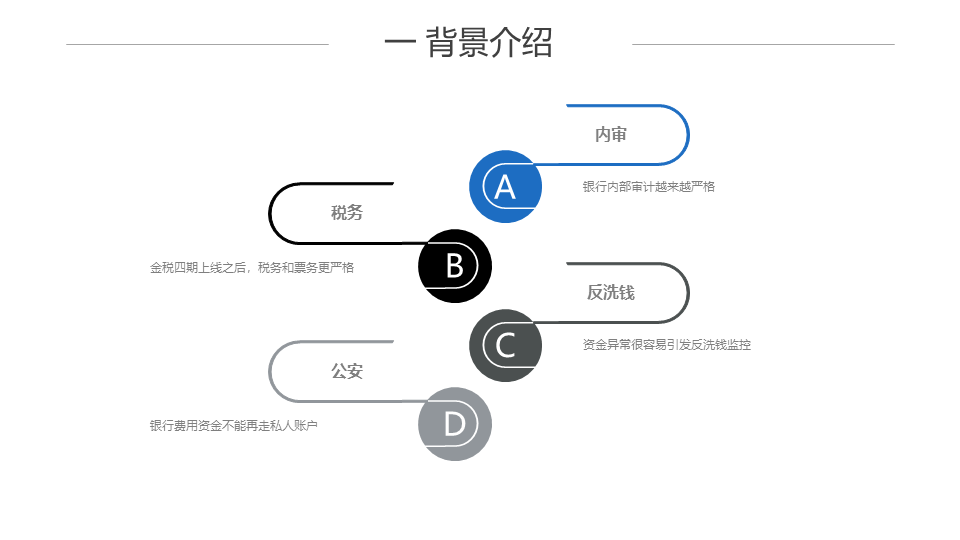 一 背景介绍
内审
A
银行内部审计越来越严格
税务
B
金税四期上线之后，税务和票务更严格
反洗钱
C
资金异常很容易引发反洗钱监控
公安
D
银行费用资金不能再走私人账户